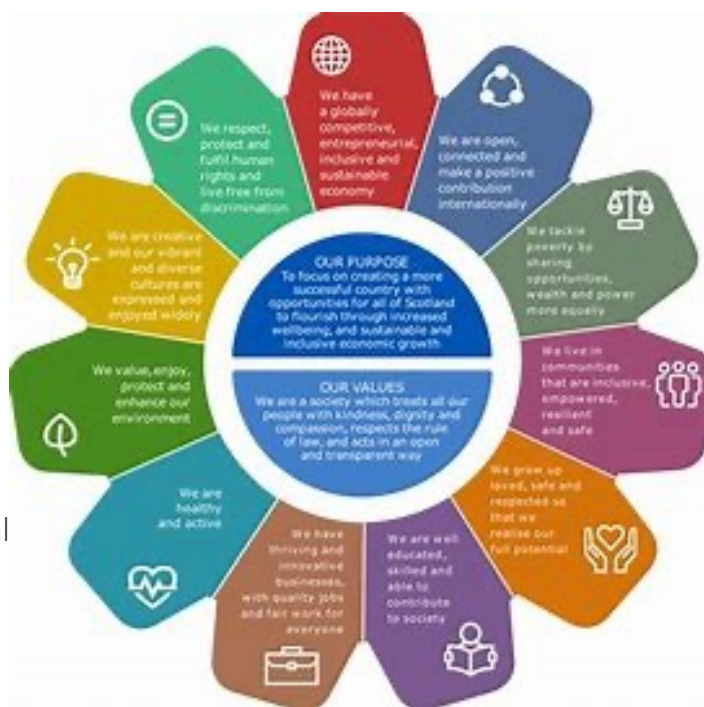 We have
a globally
competitive,
entrepreneurial,
inclusive and
sustainable
economy
We are open,
connected and
make a positive
contribution
internationally
We tackle
poverty by
sharing
opportunities,
wealth and power
more equally
We live in
communities
that are inclusive,
empowered,
resilient
and safe
We grow up
loved, safe and
respected so
that we
realise our
full potential
We are well
educated,
skilled and
able to
contribute
to society
We have
thriving and
innovative
businesses,
with quality jobs
and fair work for
everyone
We are
healthy
and active
We value, enjoy,
protect and
enhance our
environment
We are creative
and our vibrant
and diverse
cultures are
expressed and
enjoyed widely
We respect,
protect and
fulfil human
rights and
live free from
discrimination
OUR PURPOSE
To focus on creating a more
successful country with
opportunities for all of Scotland
to flourish through increased
wellbeing, and sustainable and
inclusive economic growth
OUR VALUES
We are a society which treats all our
people with kindness, dignity and
compassion, respects the rule
of law, and acts in an open
and transparent way